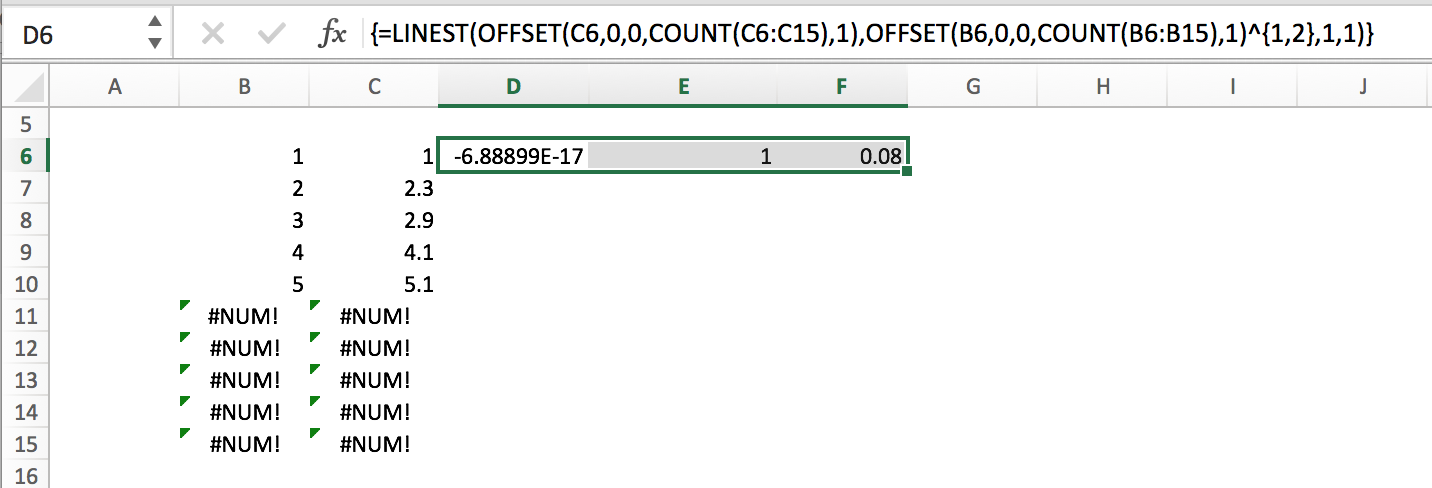 D6 fx {=LINEST(OFFSET(C6,0,0,COUNT(C6:C15),1),OFFSET(B6,0,0,COUNT(B6:B15),1)^{1,2},1,1)}
A B C D E F G H I J
5
6 1 1 -6.88899E-17 1 0.08
7 2 2.3
8 3 2.9
9 4 4.1
10 5 5.1
11 #NUM! #NUM!
12 #NUM! #NUM!
13 #NUM! #NUM!
14 #NUM! #NUM!
15 #NUM! #NUM!
16